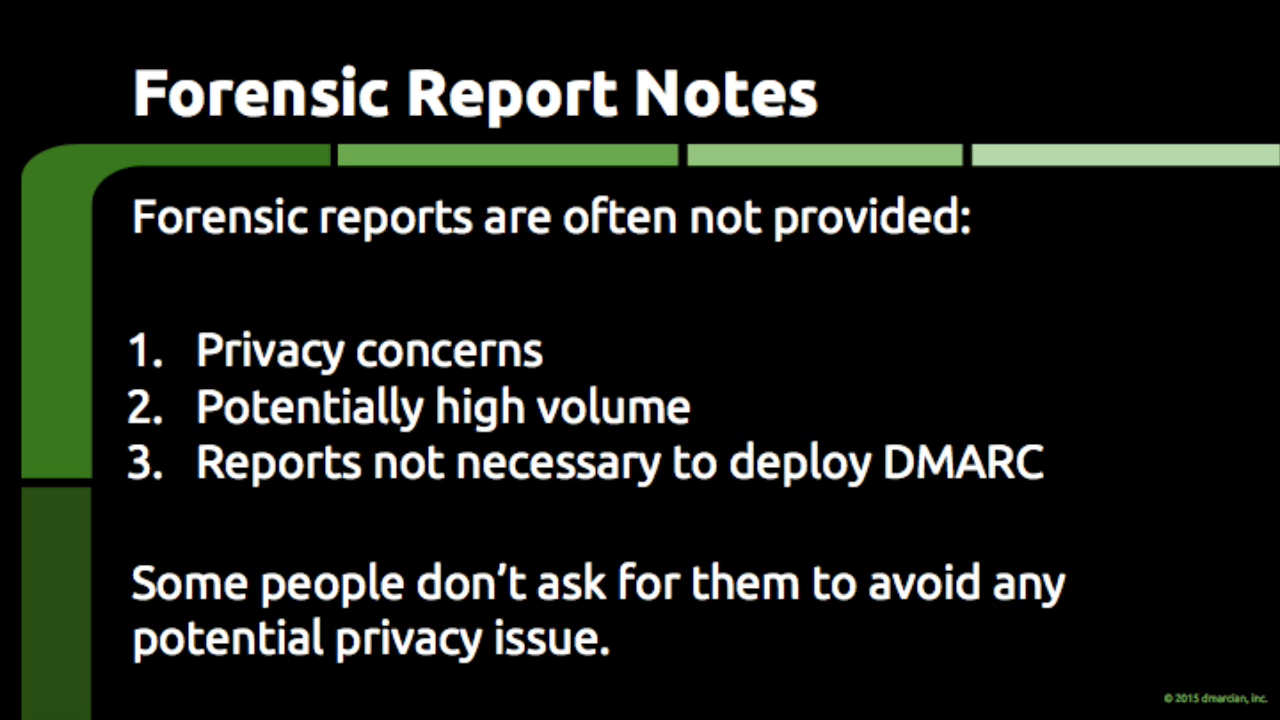 Forensic Report Notes
Forensic reports are often not provided:
1. Privacy concerns
2. Potentially high volume
3. Reports not necessary to deploy DMARC
Some people don’t ask for them to avoid any
potential privacy issue.
© 2015 dmarcian, inc.